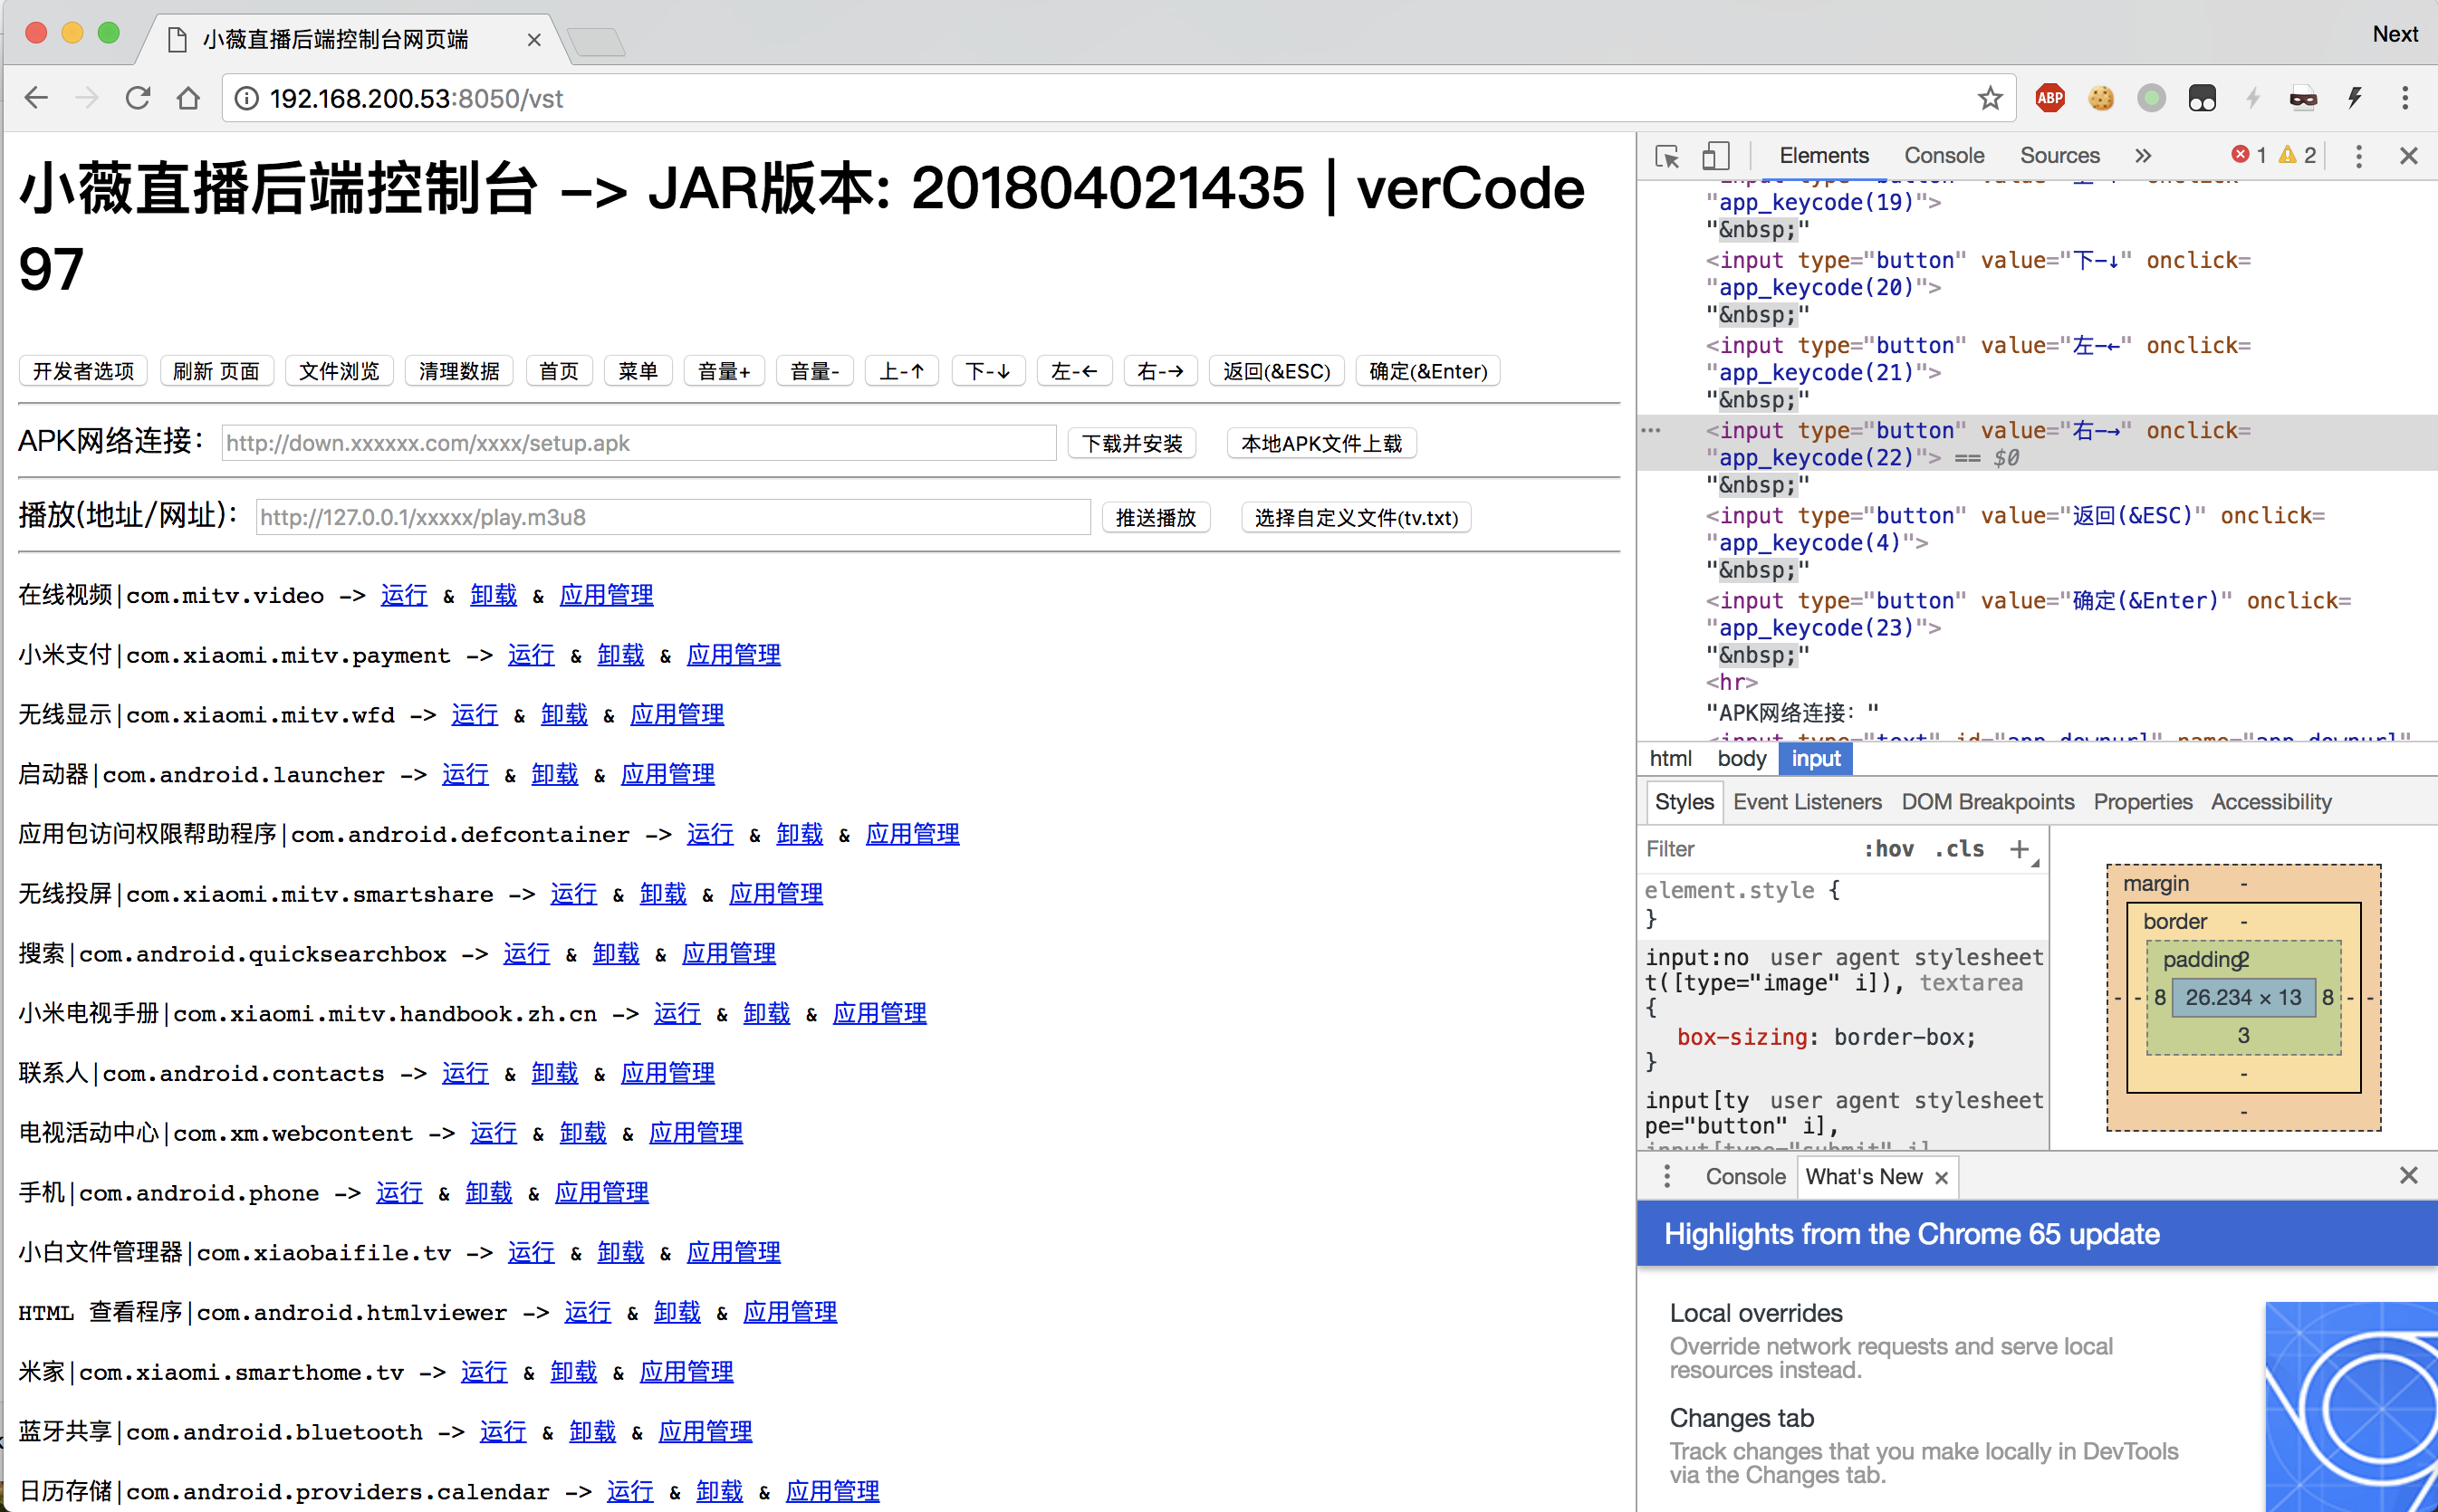 小薇直播后端控制台网页端
Next
192.168.200.53:8050/vst
ABP
小薇直播后端控制台 –> JAR版本: 201804021435 | verCode
97
开发者选项 刷新 页面 文件浏览 清理数据 首页 菜单 音量+ 音量- 上-↑ 下-↓ 左-← 右-→ 返回(&ESC) 确定(&Enter)
APK网络连接： http://down.xxxxxx.com/xxxx/setup.apk 下载并安装 本地APK文件上载
播放(地址/网址)： http://127.0.0.1/xxxxx/play.m3u8 推送播放 选择自定义文件(tv.txt)
在线视频|com.mitv.video -> 运行 & 卸载 & 应用管理
小米支付|com.xiaomi.mitv.payment -> 运行 & 卸载 & 应用管理
无线显示|com.xiaomi.mitv.wfd -> 运行 & 卸载 & 应用管理
启动器|com.android.launcher -> 运行 & 卸载 & 应用管理
应用包访问权限帮助程序|com.android.defcontainer -> 运行 & 卸载 & 应用管理
无线投屏|com.xiaomi.mitv.smartshare -> 运行 & 卸载 & 应用管理
搜索|com.android.quicksearchbox -> 运行 & 卸载 & 应用管理
小米电视手册|com.xiaomi.mitv.handbook.zh.cn -> 运行 & 卸载 & 应用管理
联系人|com.android.contacts -> 运行 & 卸载 & 应用管理
电视活动中心|com.xm.webcontent -> 运行 & 卸载 & 应用管理
手机|com.android.phone -> 运行 & 卸载 & 应用管理
小白文件管理器|com.xiaobaifile.tv -> 运行 & 卸载 & 应用管理
HTML 查看程序|com.android.htmlviewer -> 运行 & 卸载 & 应用管理
米家|com.xiaomi.smarthome.tv -> 运行 & 卸载 & 应用管理
蓝牙共享|com.android.bluetooth -> 运行 & 卸载 & 应用管理
日历存储|com.android.providers.calendar -> 运行 & 卸载 & 应用管理
Elements Console Sources » 1 2
"app_keycode(19)">
"&nbsp;"
<input type="button" value="下-↓" onclick=
"app_keycode(20)">
"&nbsp;"
<input type="button" value="左-←" onclick=
"app_keycode(21)">
"&nbsp;"
<input type="button" value="右-→" onclick=
"app_keycode(22)"> == $0
"&nbsp;"
<input type="button" value="返回(&ESC)" onclick=
"app_keycode(4)">
"&nbsp;"
<input type="button" value="确定(&Enter)" onclick=
"app_keycode(23)">
"&nbsp;"
<hr>
"APK网络连接："
<input type="text" id="app_downurl" name="app_downurl"
html body input
Styles Event Listeners DOM Breakpoints Properties Accessibility
Filter :hov .cls +
element.style {
}
input:no user agent stylesheet
t([type="image" i]), textarea
{
box-sizing: border-box;
}
input[ty user agent stylesheet
pe="button" i],
input[type="submit" i]
margin -
border -
padding 2
- - 8 26.234 × 13 8 - -
3
-
-
Console What's New
Highlights from the Chrome 65 update
Local overrides
Override network requests and serve local
resources instead.
Changes tab
Track changes that you make locally in DevTools
via the Changes tab.